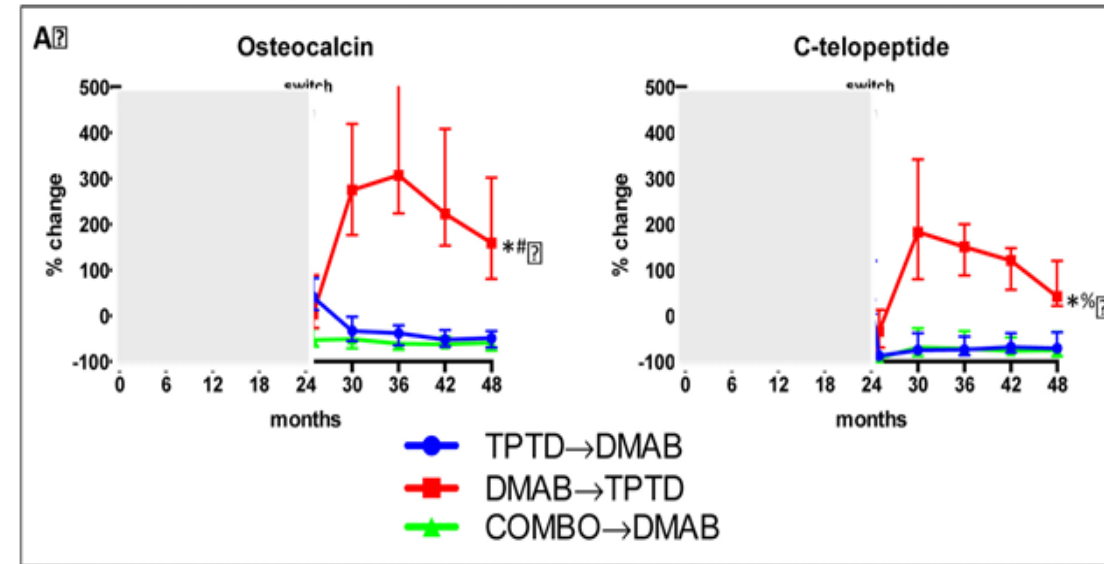 A
Osteocalcin
C-telopeptide
switch
switch
500
400
300
200
100
0
-100
% change
*#
0 6 12 18 24 30 36 42 48
months
500
400
300
200
100
0
-100
% change
*%
0 6 12 18 24 30 36 42 48
months
TPTD→DMAB
DMAB→TPTD
COMBO→DMAB